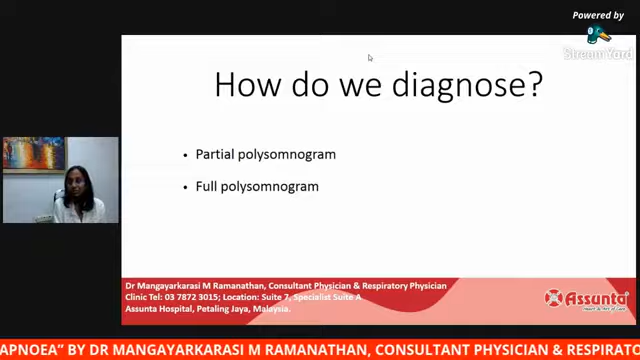 Powered by
StreamYard
How do we diagnose?
• Partial polysomnogram
• Full polysomnogram
Dr Mangayarkarasi M Ramanathan, Consultant Physician & Respiratory Physician
Clinic Tel: 03 7872 3015; Location: Suite 7, Specialist Suite A
Assunta Hospital, Petaling Jaya, Malaysia.
Assunta
APNOEA” BY DR MANGAYARKARASI M RAMANATHAN, CONSULTANT PHYSICIAN & RESPIRATO